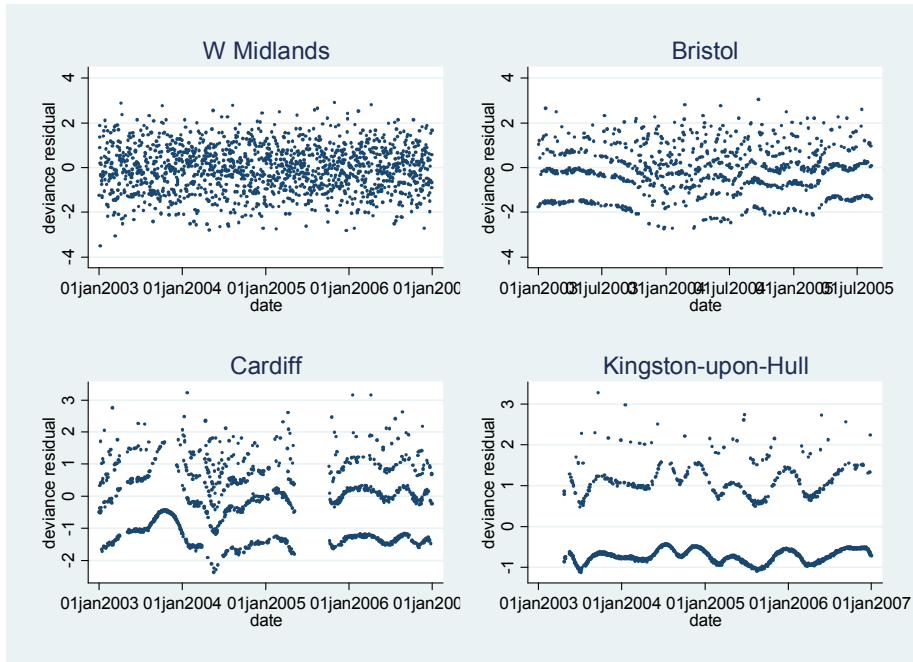 W Midlands
deviance residual
4
2
0
-2
-4
01jan2003 01jan2004 01jan2005 01jan2006 01jan200
date
Bristol
deviance residual
4
2
0
-2
-4
01jan2003 01jul2003 01jan2004 01jul2004 01jan2005 01jul2005
date
Cardiff
deviance residual
3
2
1
0
-1
-2
01jan2003 01jan2004 01jan2005 01jan2006 01jan200
date
Kingston-upon-Hull
deviance residual
3
2
1
0
-1
01jan2003 01jan2004 01jan2005 01jan2006 01jan2007
date